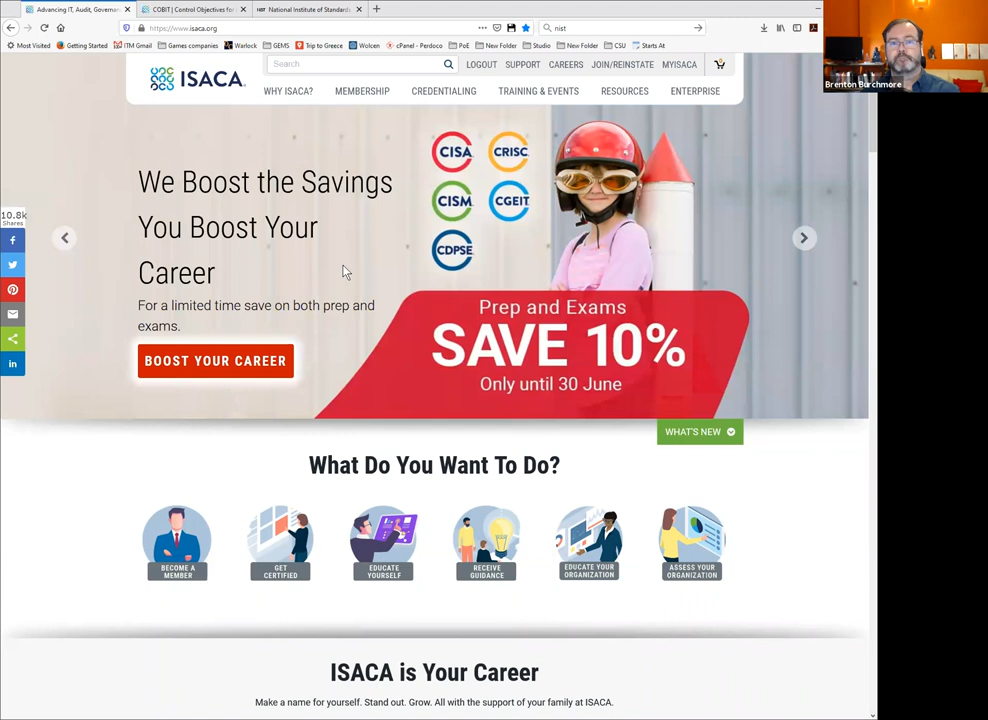 Advancing IT, Audit, Governan
COBIT | Control Objectives for
NIST National Institute of Standards
https://www.isaca.org
nist
Most Visited
Getting Started
ITM Gmail
Games companies
Warlock
GEMS
Trip to Greece
Wolcen
cPanel - Perdoco
PoE
New Folder
Studio
New Folder
CSU
Starts At
Brenton Burchmore
ISACA
Search
LOGOUT SUPPORT CAREERS JOIN/REINSTATE MYISACA
WHY ISACA? MEMBERSHIP CREDENTIALING TRAINING & EVENTS RESOURCES ENTERPRISE
10.8k
Shares
We Boost the Savings
You Boost Your
Career
For a limited time save on both prep and
exams.
BOOST YOUR CAREER
CISA CRISC
CISM CGEIT
CDPSE
Prep and Exams
SAVE 10%
Only until 30 June
WHAT'S NEW
What Do You Want To Do?
BECOME A
MEMBER
GET
CERTIFIED
EDUCATE
YOURSELF
RECEIVE
GUIDANCE
EDUCATE YOUR
ORGANIZATION
ASSESS YOUR
ORGANIZATION
ISACA is Your Career
Make a name for yourself. Stand out. Grow. All with the support of your family at ISACA.